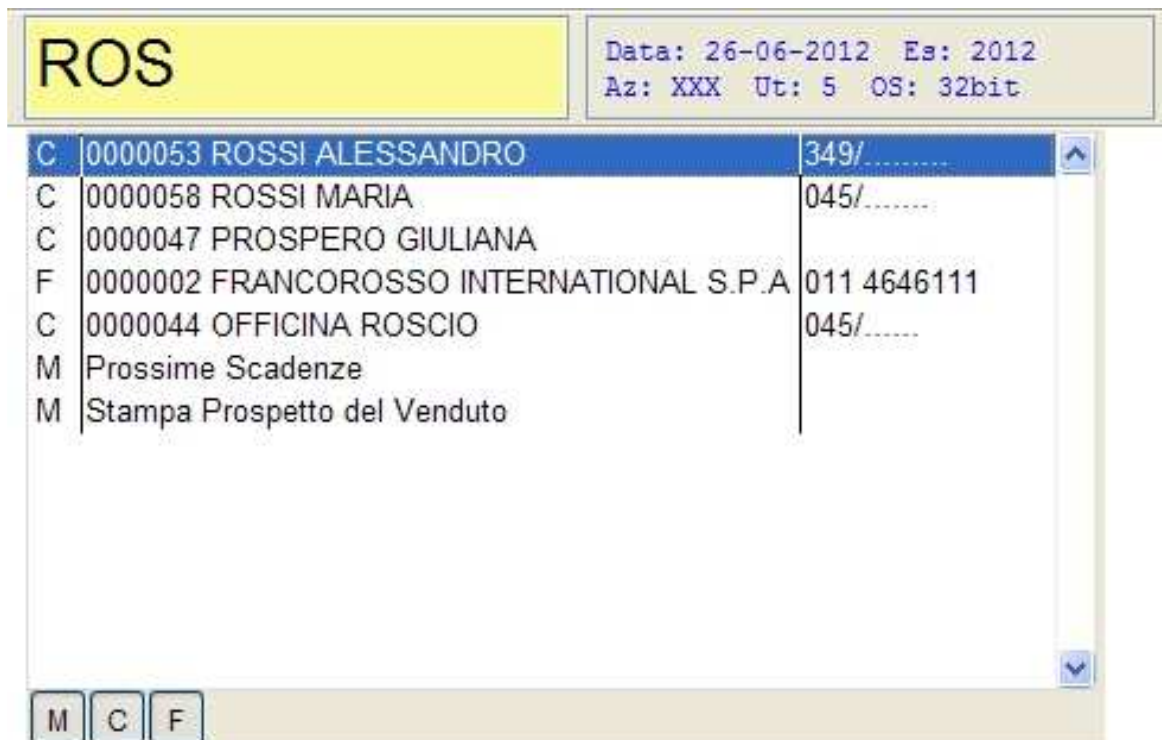 ROS
Data: 26-06-2012 Es: 2012
Az: XXX Ut: 5 OS: 32bit
C 0000053 ROSSI ALESSANDRO 349/.........
C 0000058 ROSSI MARIA 045/.......
C 0000047 PROSPERO GIULIANA
F 0000002 FRANCOROSSO INTERNATIONAL S.P.A 011 4646111
C 0000044 OFFICINA ROSCIO 045/......
M Prossime Scadenze
M Stampa Prospetto del Venduto
M C F